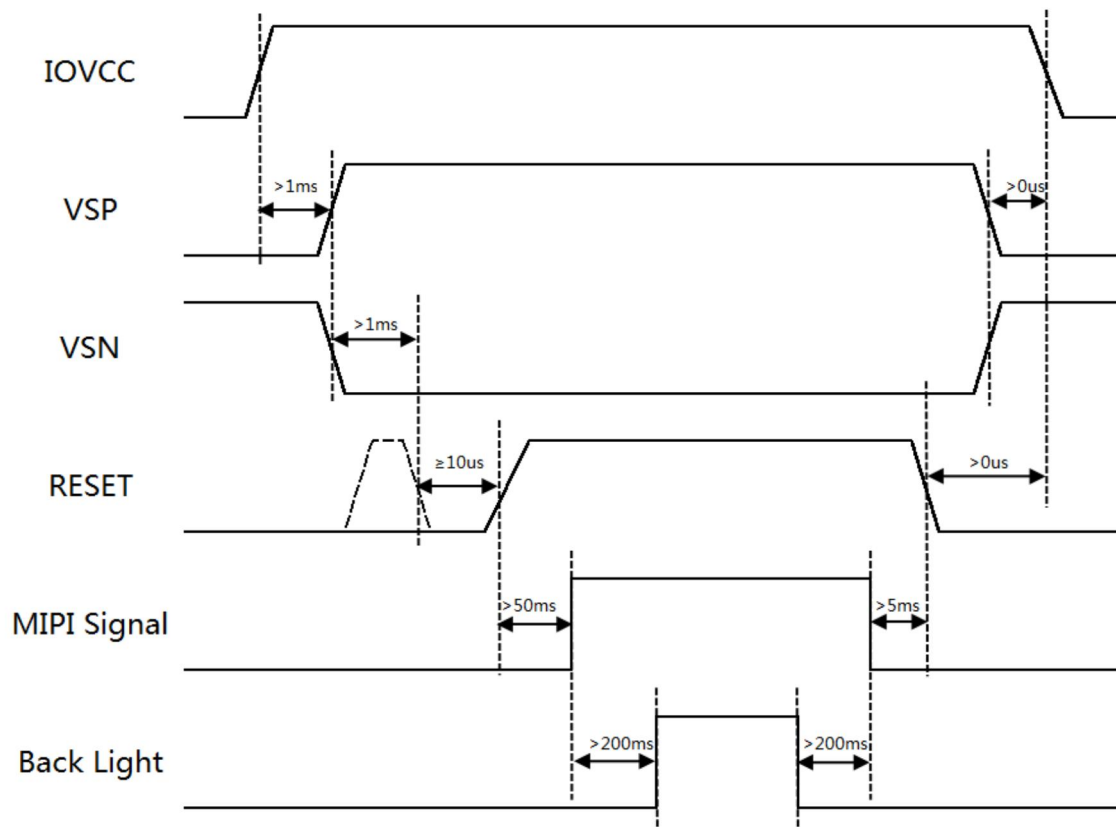 IOVCC
VSP
>1ms
>0us
VSN
>1ms
RESET
≥10us
>0us
MIPI Signal
>50ms
>5ms
Back Light
>200ms
>200ms